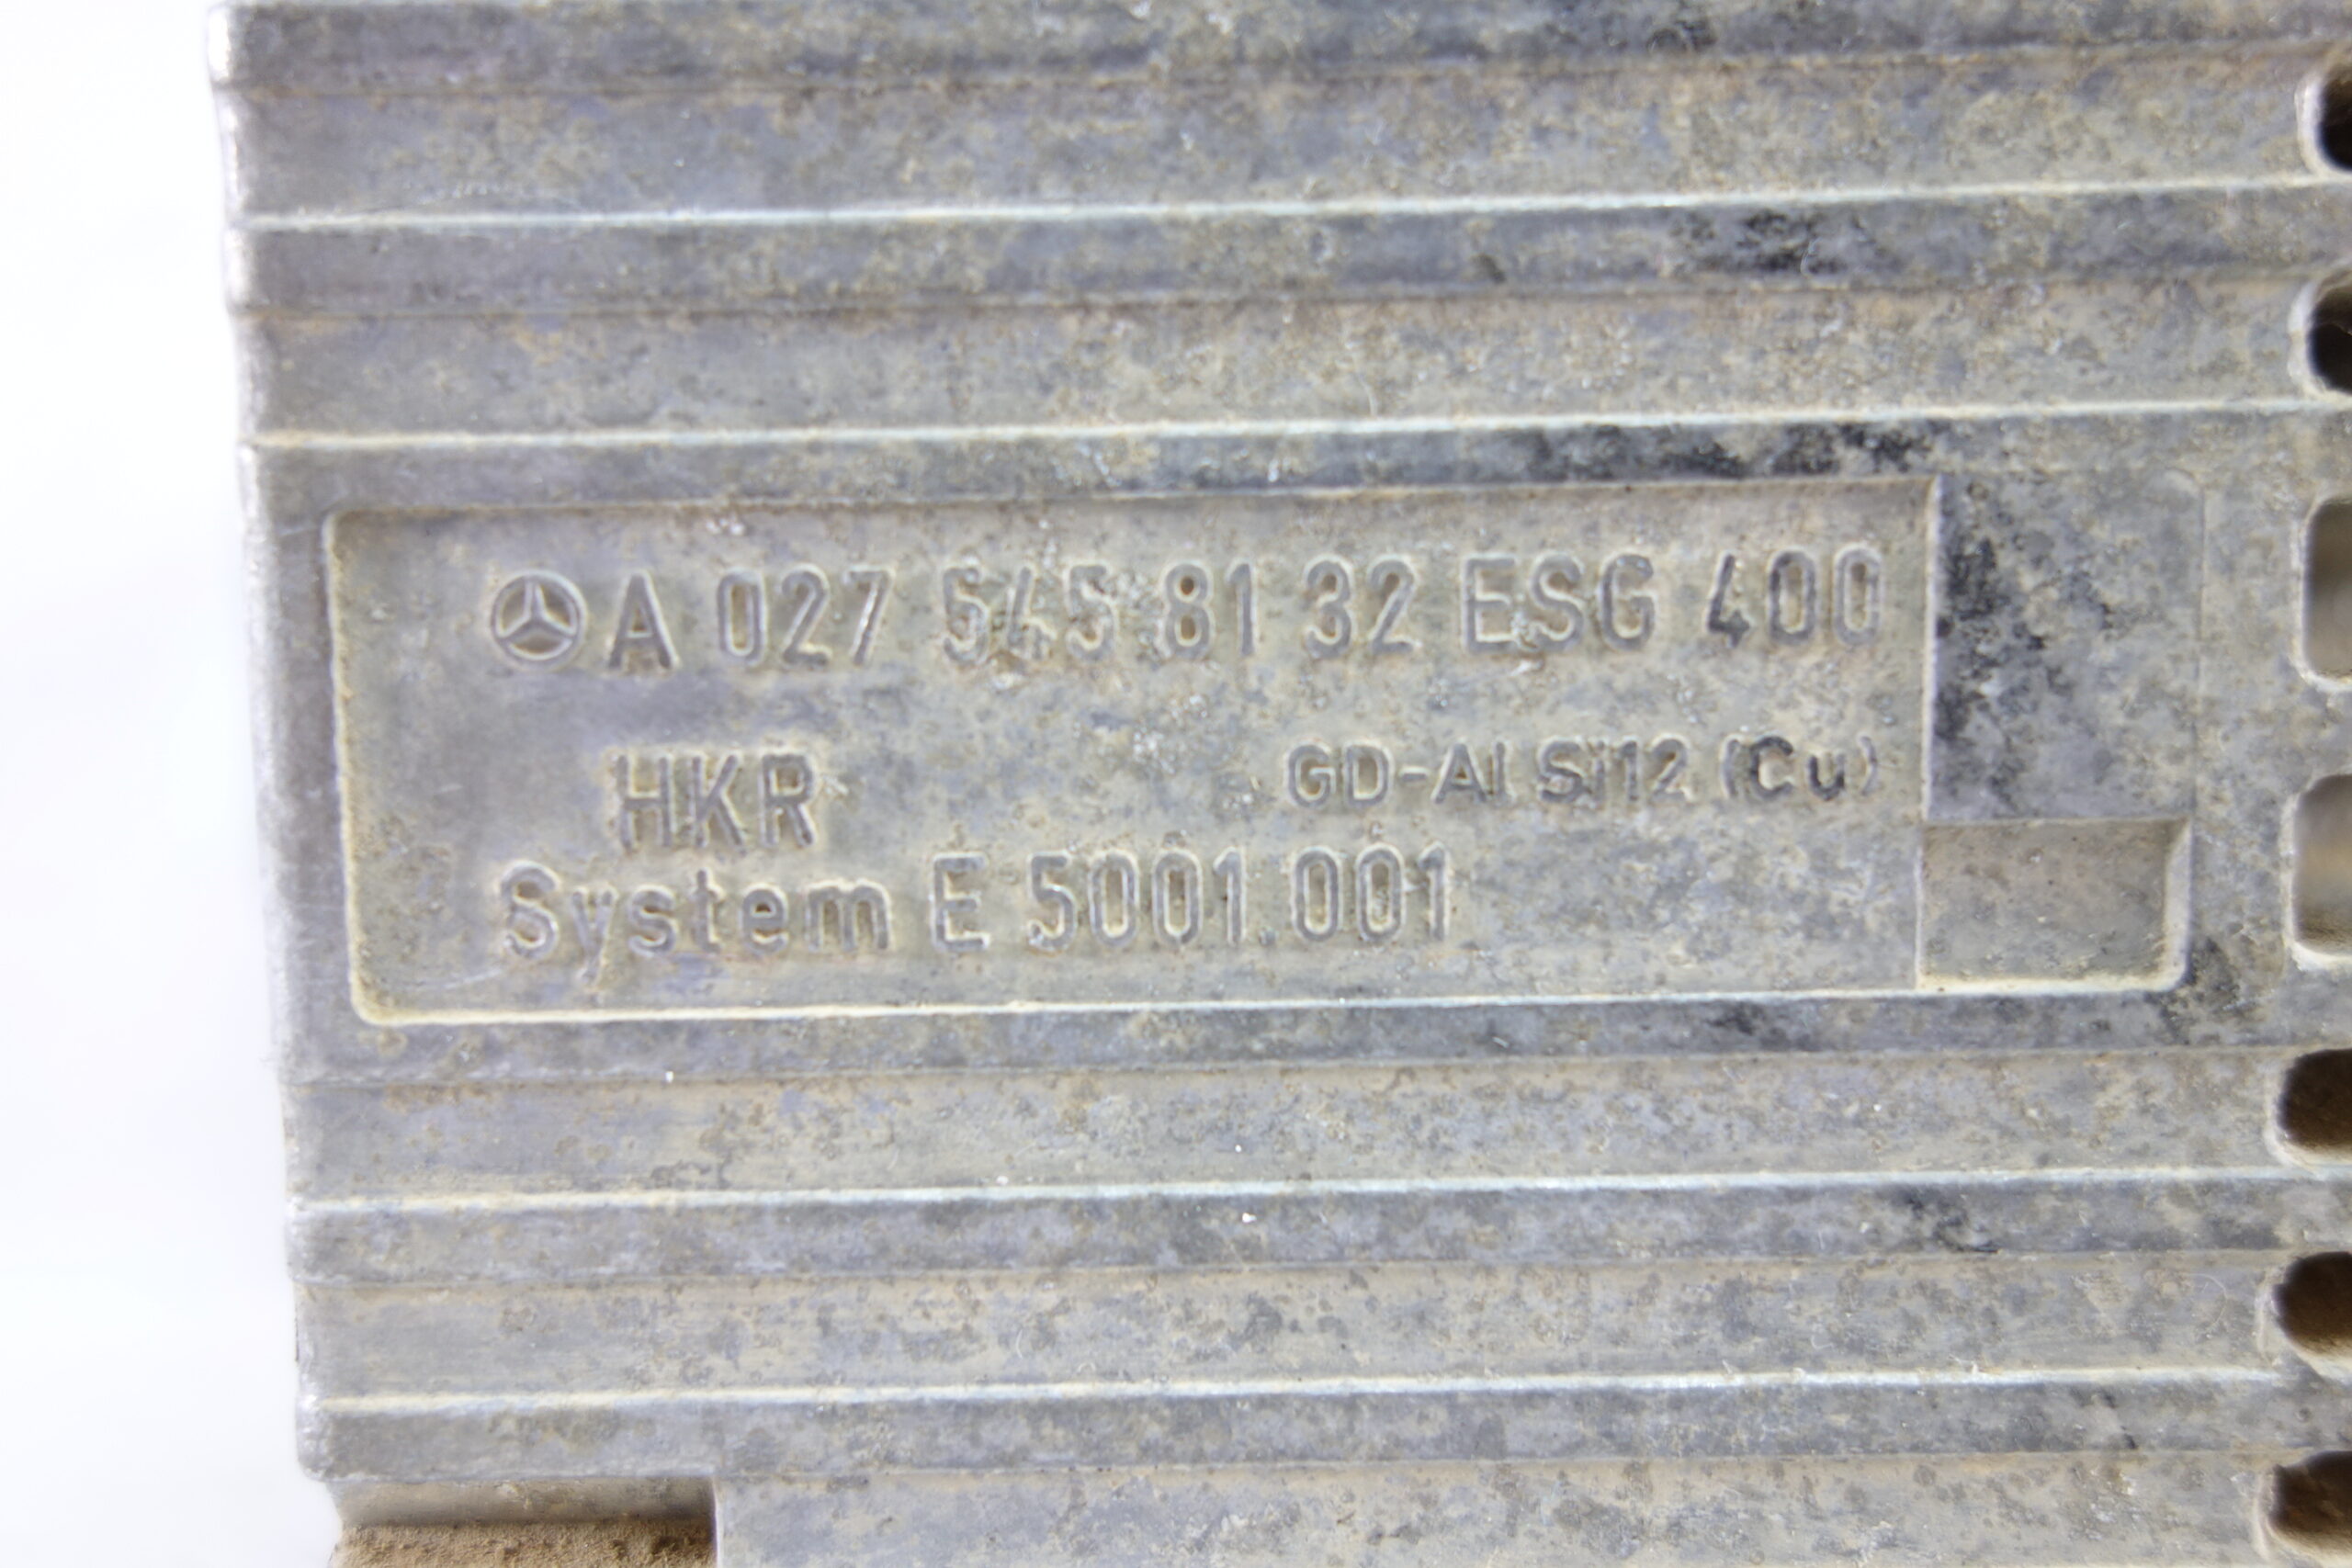 A 027 545 81 32 ESG 400
HKR GD-Al Si12 (Cu)
System E 5001.001